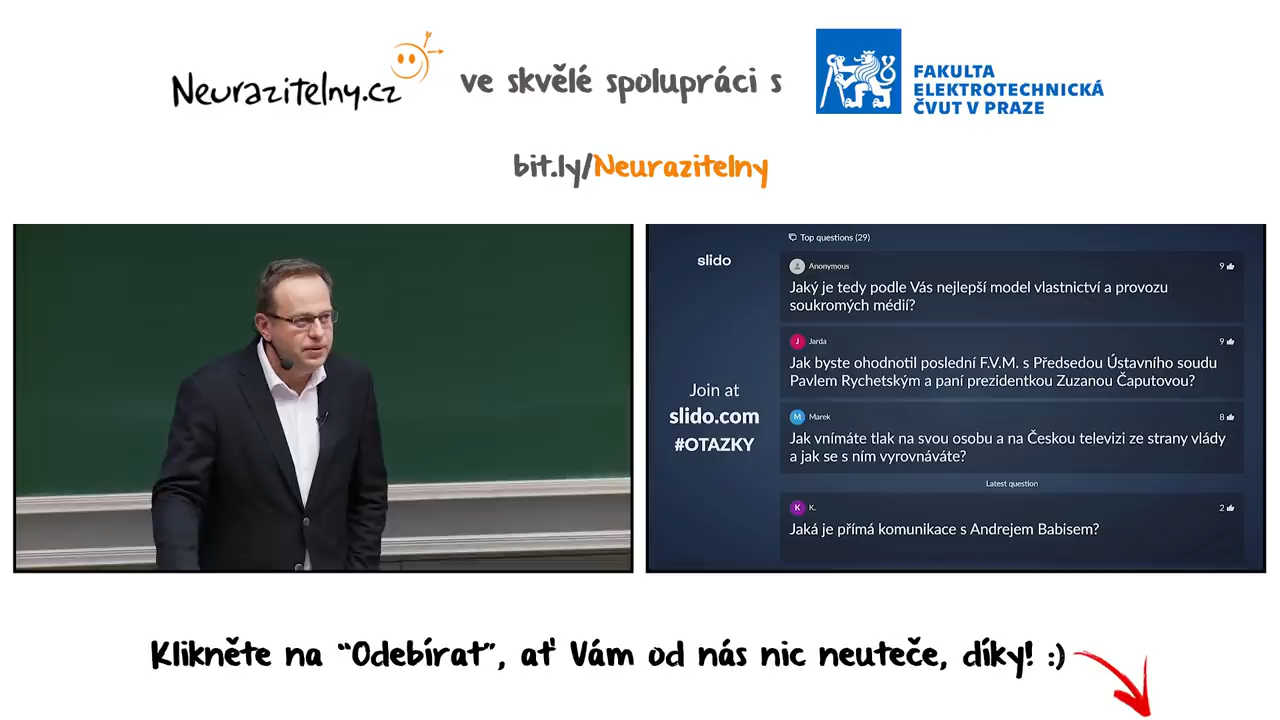 Neurazitelny.cz ve skvělé spolupráci s
FAKULTA
ELEKTROTECHNICKÁ
ČVUT V PRAZE
bit.ly/Neurazitelny
slido
Join at
slido.com
#OTAZKY
Top questions (29)
Anonymous 9
Jaký je tedy podle Vás nejlepší model vlastnictví a provozu
soukromých médií?
J Jarda 9
Jak byste ohodnotil poslední F.V.M. s Předsedou Ústavního soudu
Pavlem Rychetským a paní prezidentkou Zuzanou Čaputovou?
M Marek 8
Jak vnímáte tlak na svou osobu a na Českou televizi ze strany vlády
a jak se s ním vyrovnáváte?
Latest question
K K. 2
Jaká je přímá komunikace s Andrejem Babisem?
Klikněte na “Odebírat”, ať Vám od nás nic neuteče, díky! :)